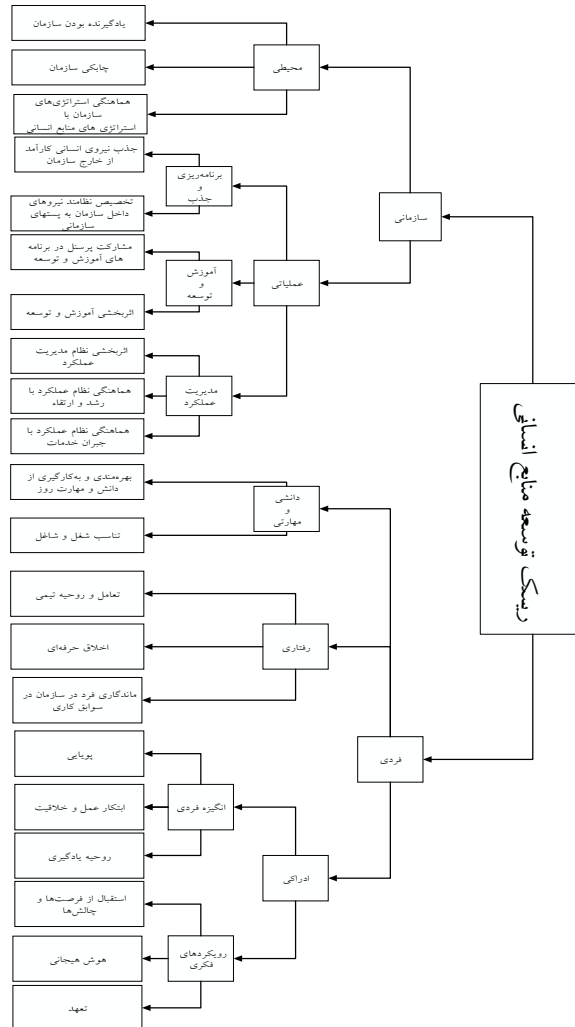 ریسک توسعه منابع انسانی
سازمانی
محیطی
یادگیرنده بودن سازمان
چابکی سازمان
هماهنگی استراتژی‌های
سازمان با
استراتژی های منابع انسانی
عملیاتی
برنامه‌ریزی
و
جذب
جذب نیروی انسانی کارآمد
از خارج سازمان
تخصیص نظامند نیروهای
داخل سازمان به پستهای
سازمانی
آموزش
و
توسعه
مشارکت پرسنل در برنامه
های آموزش و توسعه
اثربخشی آموزش و توسعه
مدیریت
عملکرد
اثربخشی نظام مدیریت
عملکرد
هماهنگی نظام عملکرد با
رشد و ارتقاء
هماهنگی نظام عملکرد با
جبران خدمات
فردی
دانشی
و
مهارتی
بهره‌مندی و به‌کارگیری از
دانش و مهارت روز
تناسب شغل و شاغل
رفتاری
تعامل و روحیه تیمی
اخلاق حرفه‌ای
ماندگاری فرد در سازمان در
سوابق کاری
ادراکی
انگیزه فردی
پویایی
ابتکار عمل و خلاقیت
روحیه یادگیری
رویکردهای
فکری
استقبال از فرصت‌ها و
چالش‌ها
هوش هیجانی
تعهد